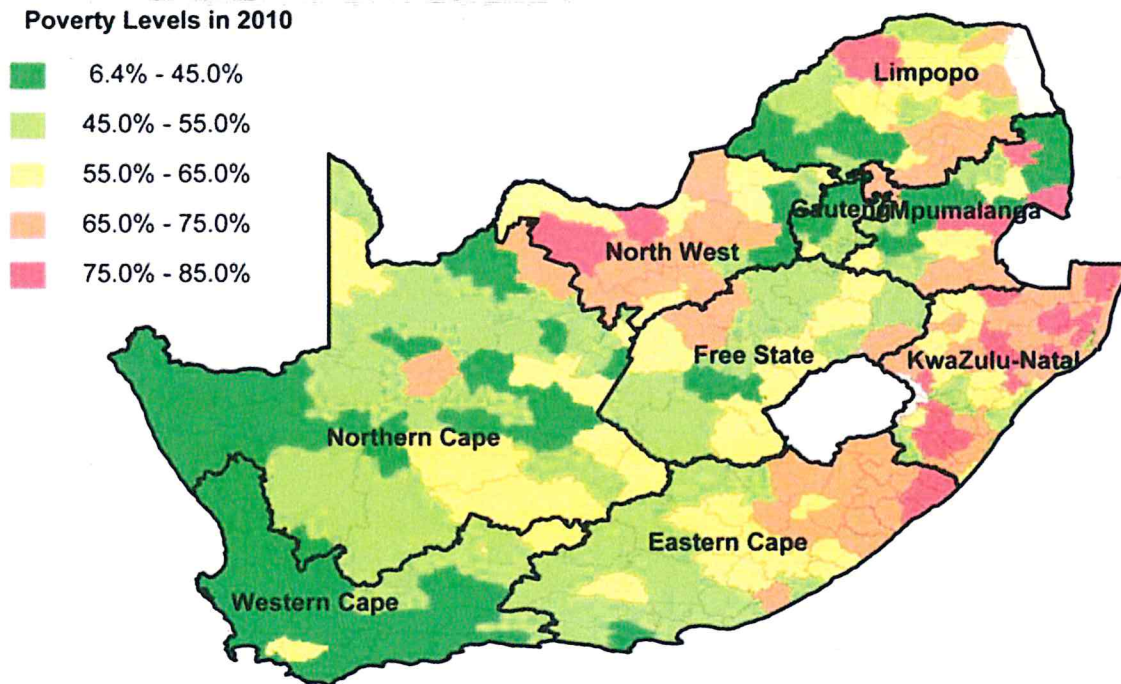 Poverty Levels in 2010
6.4% - 45.0%
45.0% - 55.0%
55.0% - 65.0%
65.0% - 75.0%
75.0% - 85.0%
Limpopo
Gauteng
Mpumalanga
North West
Free State
KwaZulu-Natal
Northern Cape
Eastern Cape
Western Cape